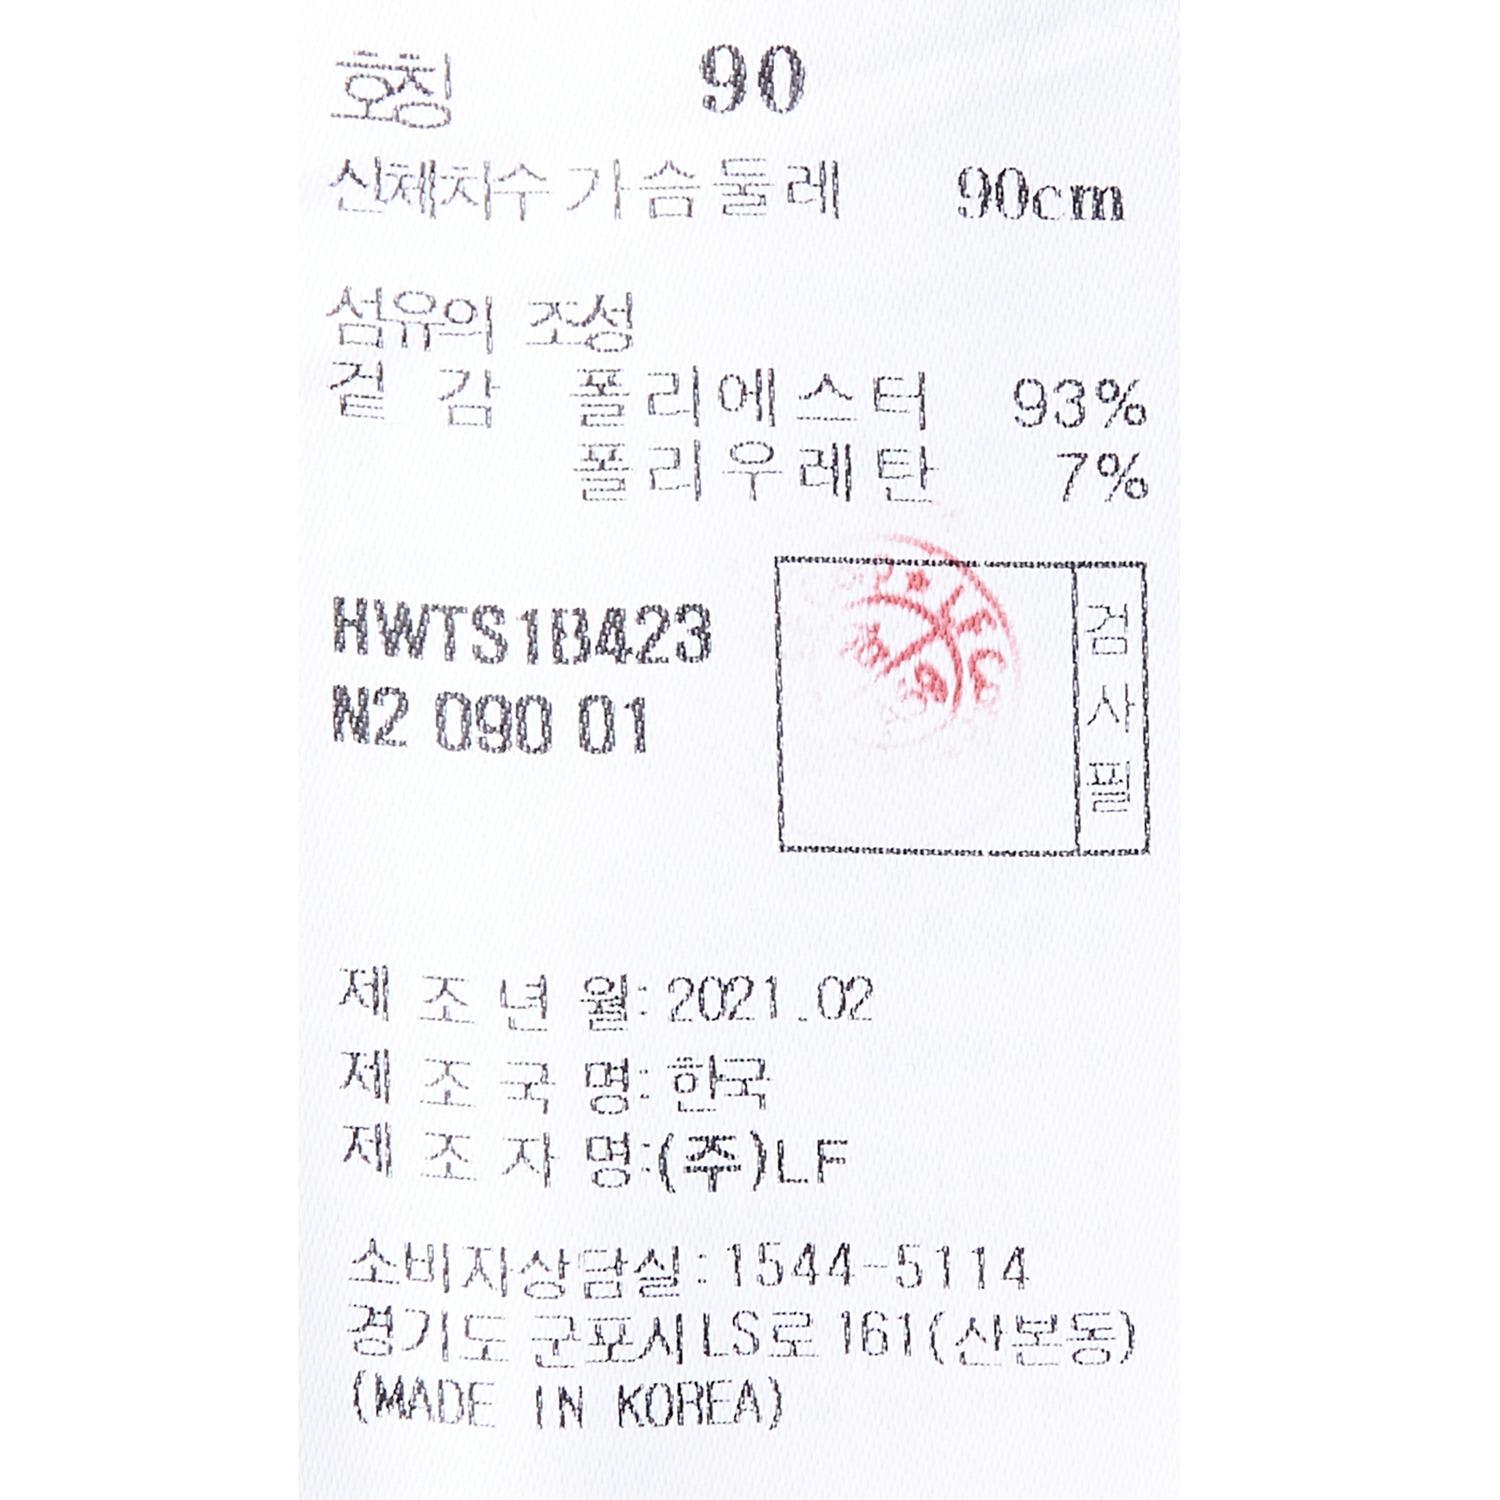 호칭 90
신체치수 가슴둘레 90cm
섬유의 조성
겉 감 폴리에스터 93%
폴리우레탄 7%
HWTS1B423
N2 090 01
검사필
제 조 년 월: 2021.02
제 조 국 명: 한국
제 조 자 명:(주)LF
소비자상담실:1544-5114
경기도 군포시LS로 161(산본동)
(MADE IN KOREA)